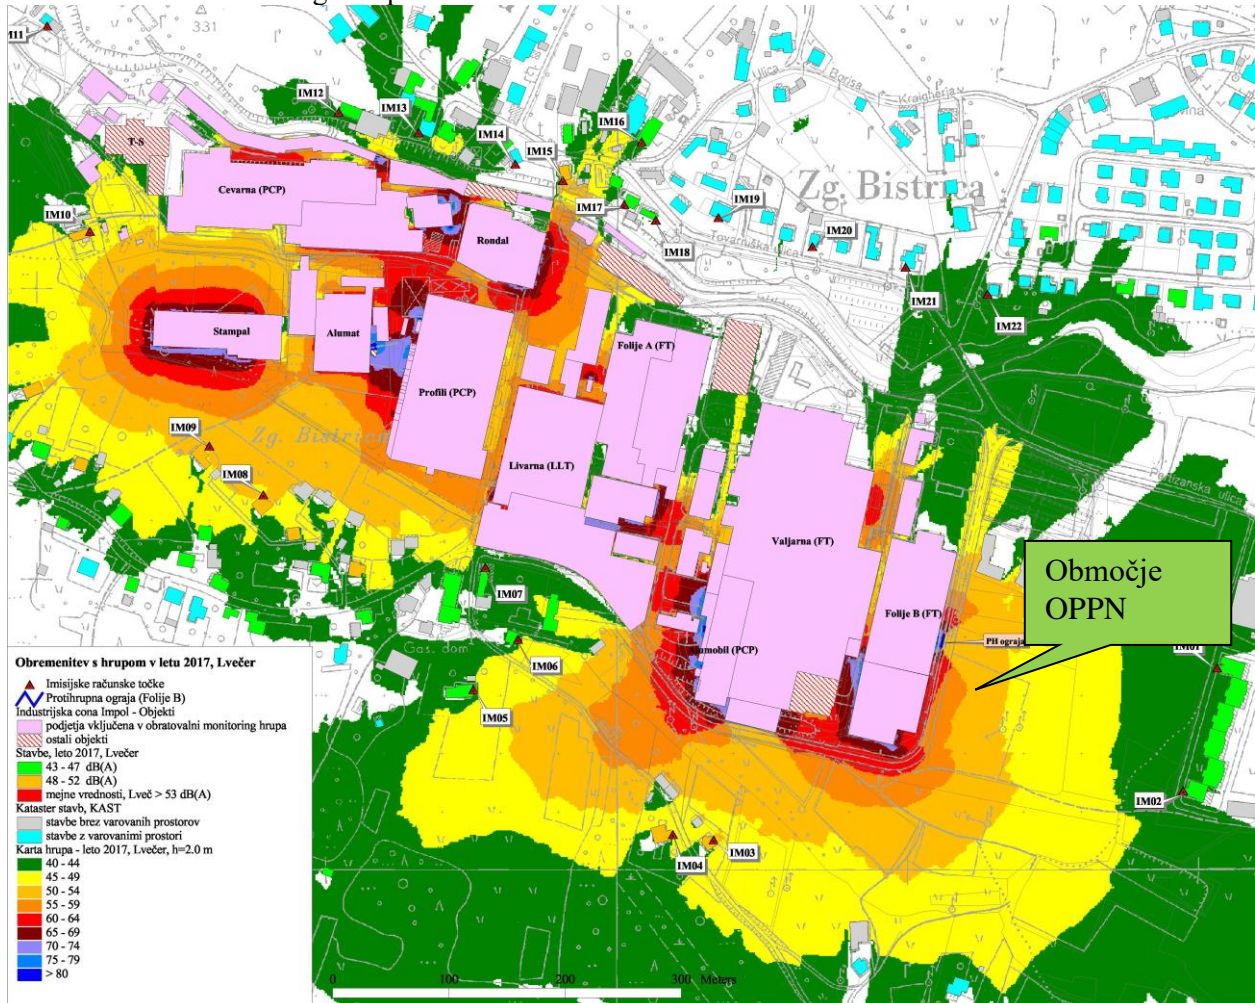 M11
331
IM12
IM13
IM14
IM15
IM16
Ulica
Borisa
Kraigherja
T-S
Cevarna (PCP)
Zg. Bistrica
IM17
IM19
IM10
IM18
Tovarniška ulica
IM20
Rondal
IM21
IM22
Stampal
Alumat
Folije A (FT)
Profili (PCP)
IM09
Zg. Bistrica
Livarna (LLT)
IM08
Partizanska ulica
Valjarna (FT)
IM07
Območje
OPPN
Folije B (FT)
PH ograja
IM06
Gas. dom
Alumobil (PCP)
IM01
IM05
IM02
IM04
IM03
Obremenitev s hrupom v letu 2017, Lvečer
Imisijske računske točke
Protihrupna ograja (Folije B)
Industrijska cona Impol - Objekti
podjetja vključena v obratovalni monitoring hrupa
ostali objekti
Stavbe, leto 2017, Lvečer
43 - 47 dB(A)
48 - 52 dB(A)
mejne vrednosti, Lveč > 53 dB(A)
Kataster stavb, KAST
stavbe brez varovanih prostorov
stavbe z varovanimi prostori
Karta hrupa - leto 2017, Lvečer, h=2.0 m
40 - 44
45 - 49
50 - 54
55 - 59
60 - 64
65 - 69
70 - 74
75 - 79
> 80
0 100 200 300 Meters